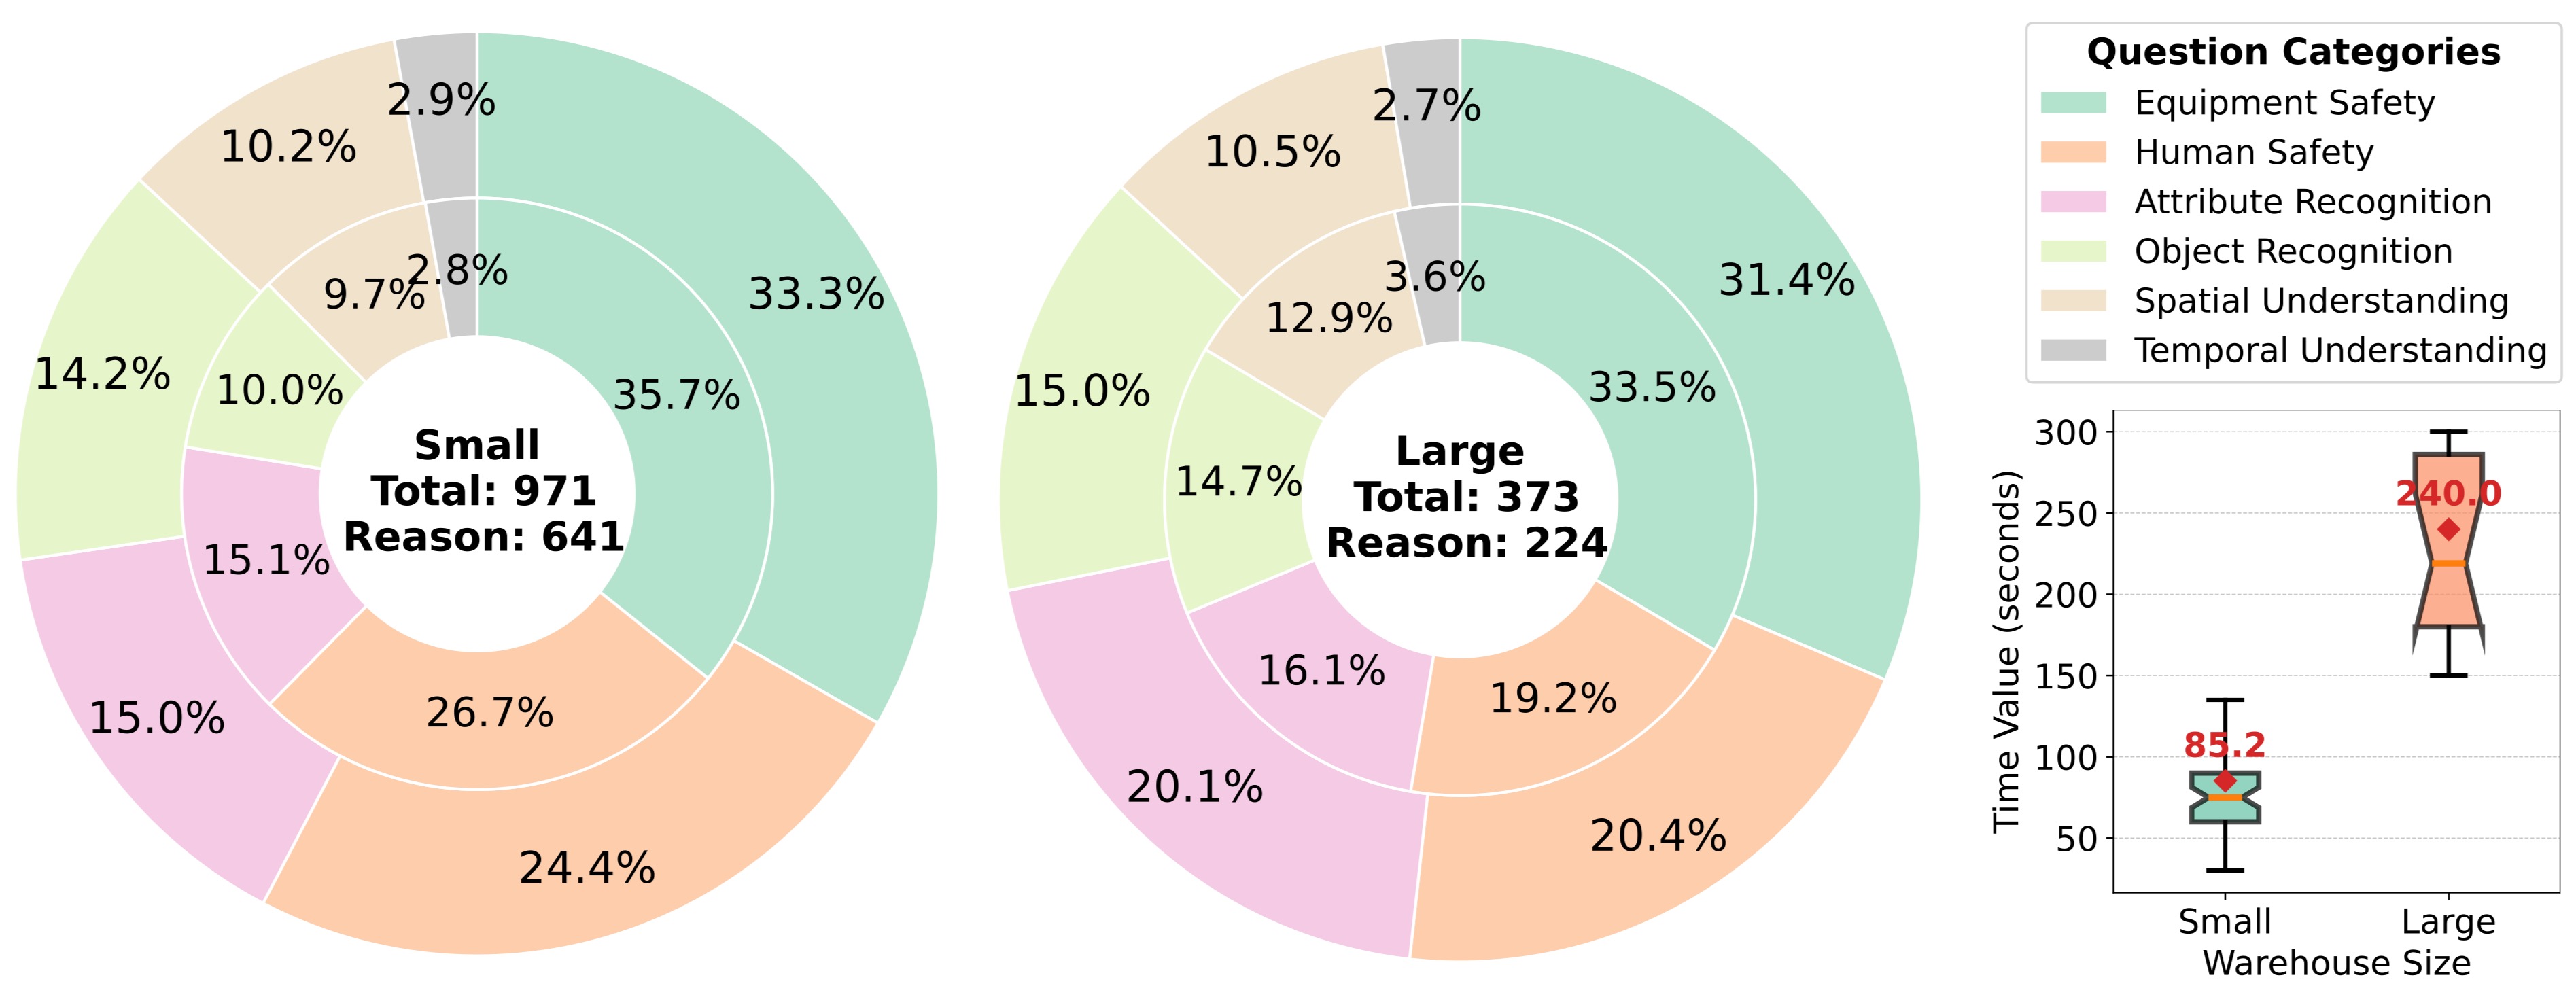 2.9%
10.2%
33.3%
14.2%
15.0%
24.4%
2.8%
9.7%
35.7%
10.0%
15.1%
26.7%
Small
Total: 971
Reason: 641
2.7%
10.5%
31.4%
15.0%
20.1%
20.4%
3.6%
12.9%
33.5%
14.7%
16.1%
19.2%
Large
Total: 373
Reason: 224
Question Categories
Equipment Safety
Human Safety
Attribute Recognition
Object Recognition
Spatial Understanding
Temporal Understanding
Time Value (seconds)
300
250
200
150
100
50
240.0
85.2
Small
Large
Warehouse Size